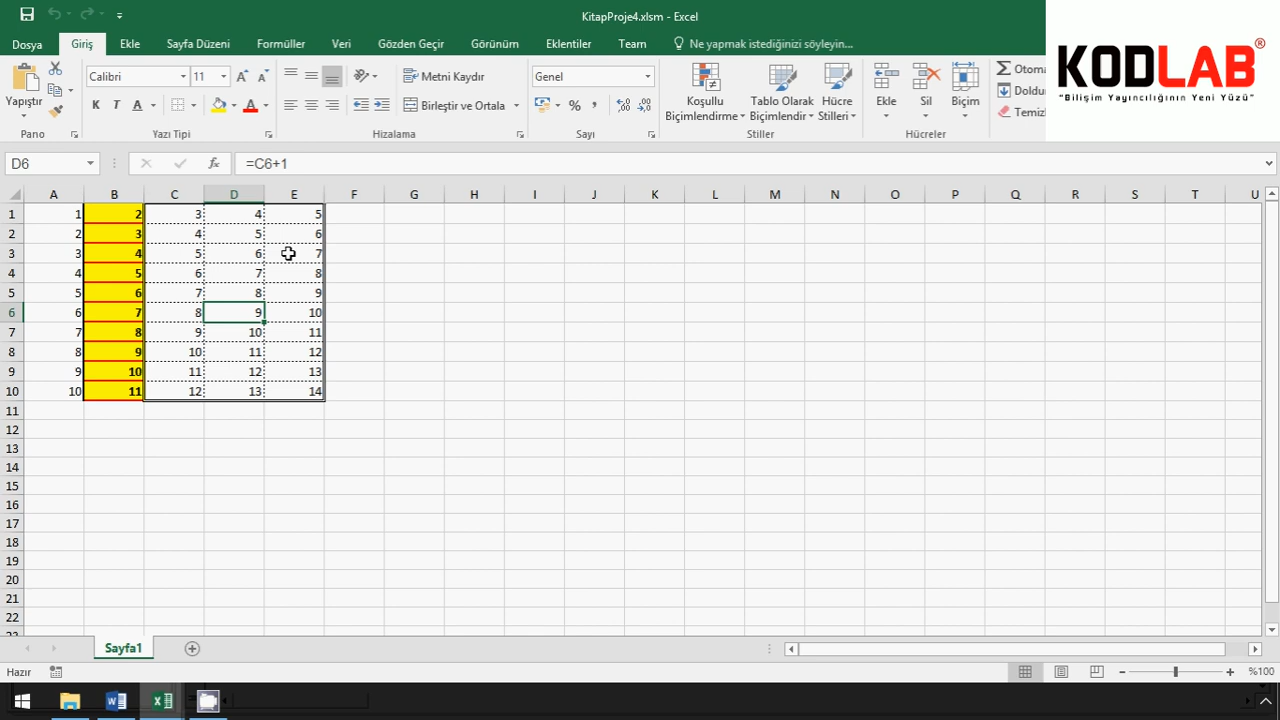 KitapProje4.xlsm - Excel
KODLAB®
"Bilişim Yayıncılığının Yeni Yüzü"
Dosya Giriş Ekle Sayfa Düzeni Formüller Veri Gözden Geçir Görünüm Eklentiler Team Ne yapmak istediğinizi söyleyin...
Calibri 11 Metni Kaydır Genel Otoma
Yapıştır K T A Birleştir ve Ortala % Koşullu Biçimlendirme Tablo Olarak Biçimlendir Hücre Stilleri Ekle Sil Biçim Doldu
Temizl
Pano Yazı Tipi Hizalama Sayı Stiller Hücreler
D6 fx =C6+1
A B C D E F G H I J K L M N O P Q R S T U
1 1 2 3 4 5
2 2 3 4 5 6
3 3 4 5 6 7
4 4 5 6 7 8
5 5 6 7 8 9
6 6 7 8 9 10
7 7 8 9 10 11
8 8 9 10 11 12
9 9 10 11 12 13
10 10 11 12 13 14
11
12
13
14
15
16
17
18
19
20
21
22
23
Sayfa1
Hazır %100